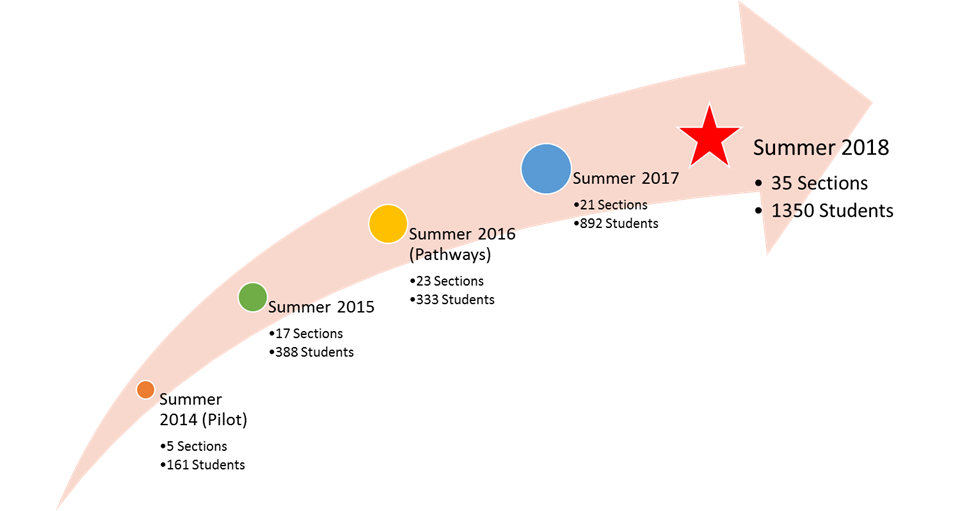 Summer
2014 (Pilot)
•5 Sections
•161 Students
Summer 2015
•17 Sections
•388 Students
Summer 2016
(Pathways)
•23 Sections
•333 Students
Summer 2017
•21 Sections
•892 Students
Summer 2018
• 35 Sections
• 1350 Students